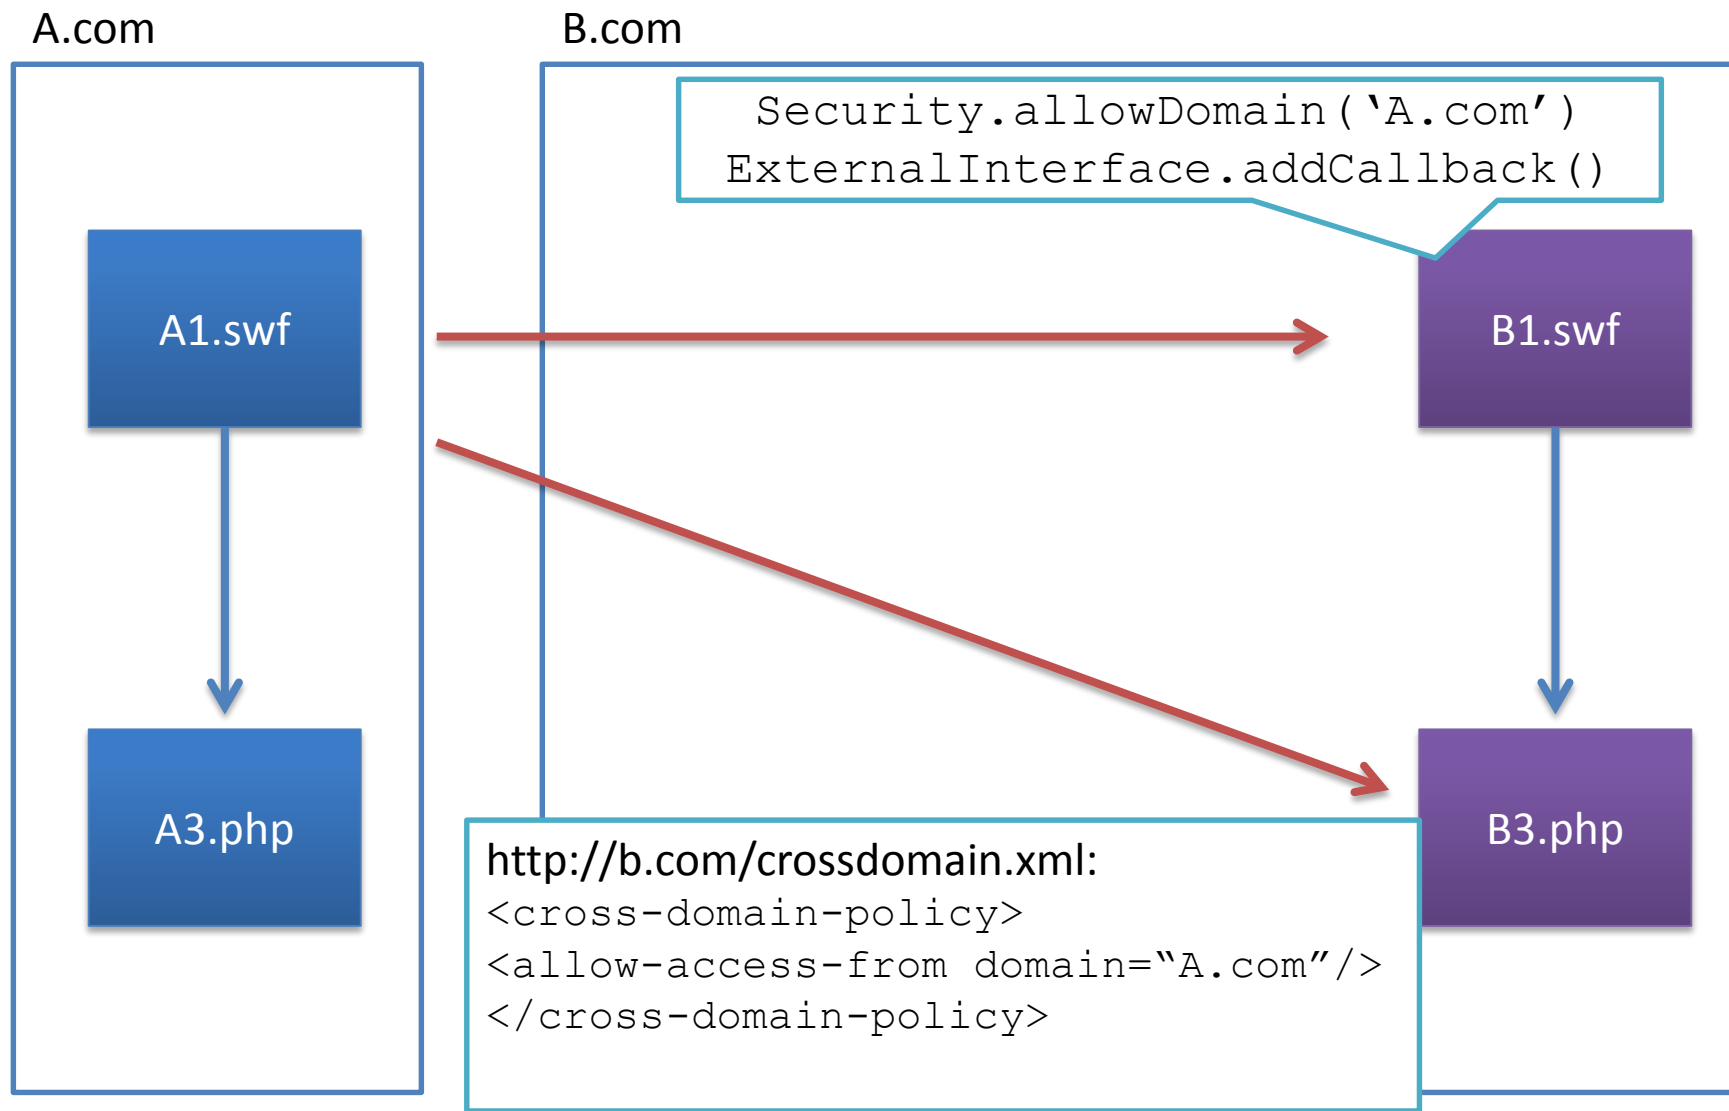 A.com
B.com
Security.allowDomain(‘A.com’)
ExternalInterface.addCallback()
A1.swf
B1.swf
A3.php
B3.php
http://b.com/crossdomain.xml:
<cross-domain-policy>
<allow-access-from domain=“A.com”/>
</cross-domain-policy>